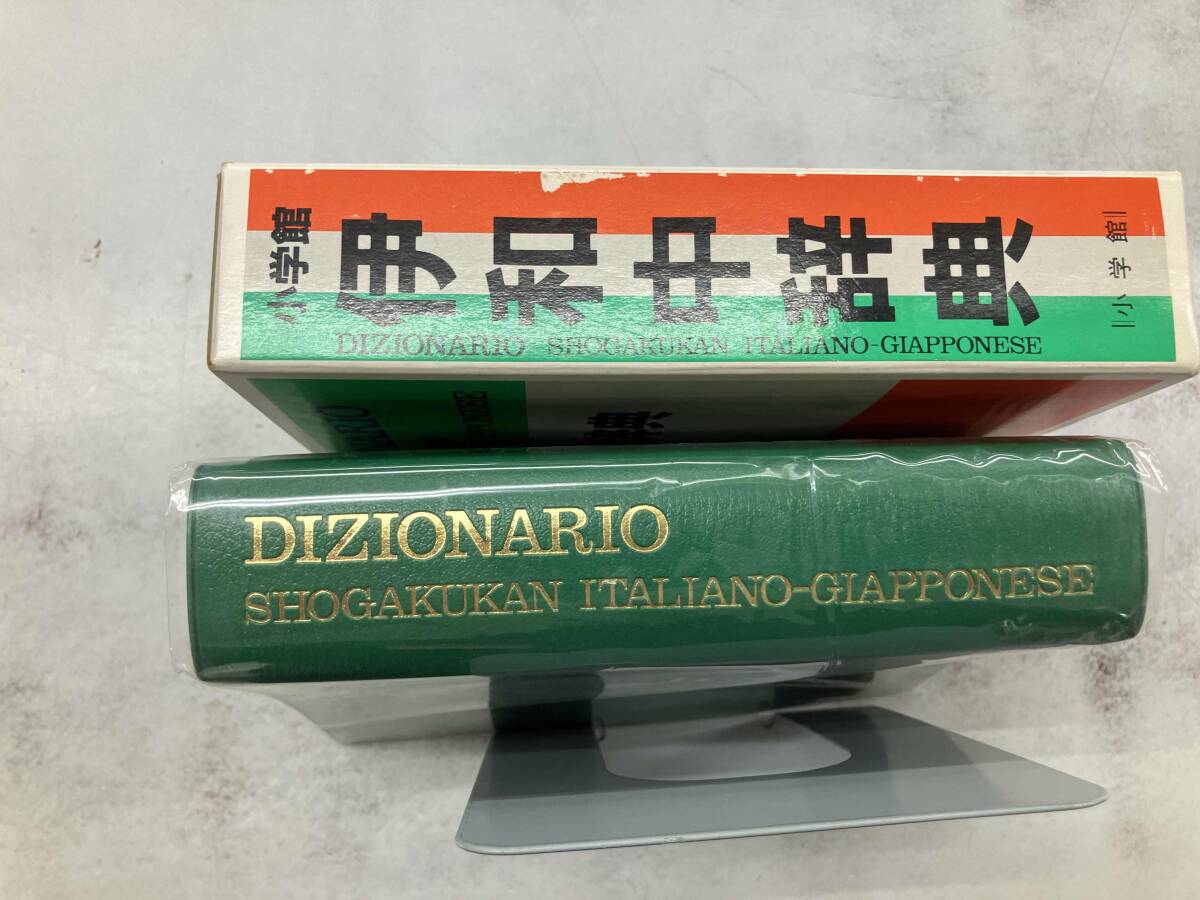 小学館
伊和中辞典
DIZIONARIO SHOGAKUKAN ITALIANO-GIAPPONESE
小学館
DIZIONARIO
SHOGAKUKAN ITALIANO-GIAPPONESE